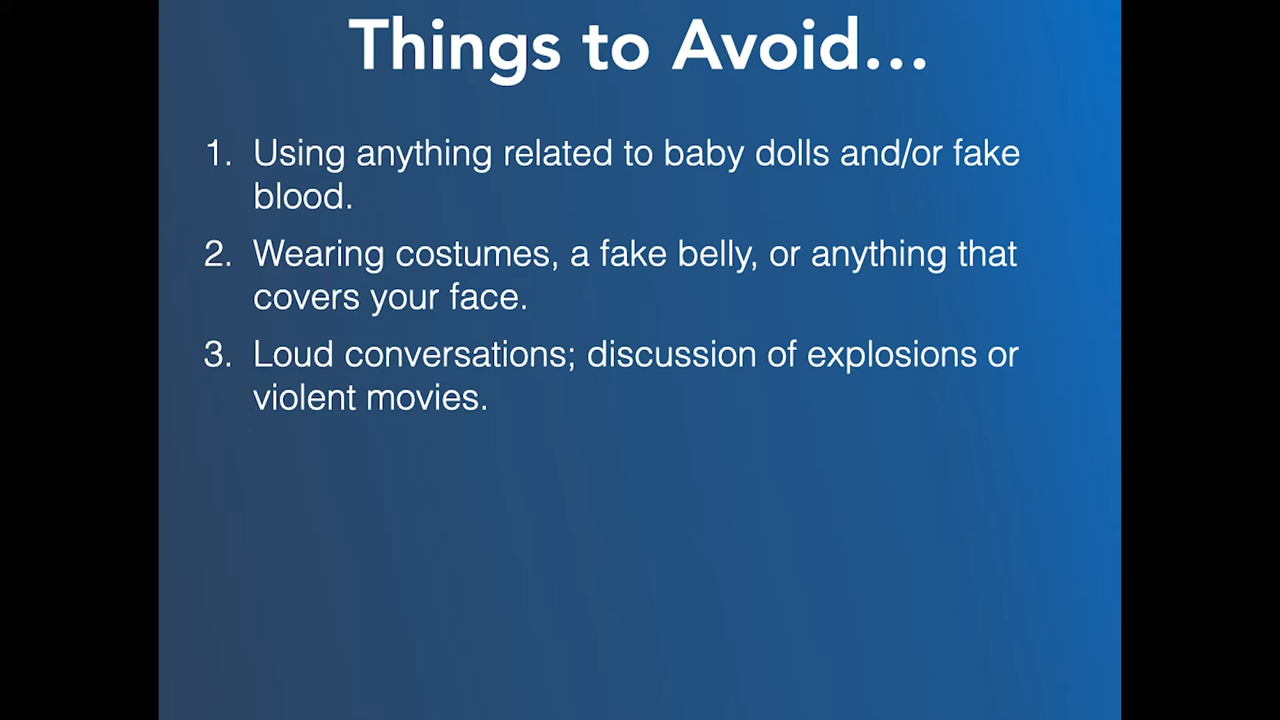 Things to Avoid...
1. Using anything related to baby dolls and/or fake
blood.
2. Wearing costumes, a fake belly, or anything that
covers your face.
3. Loud conversations; discussion of explosions or
violent movies.